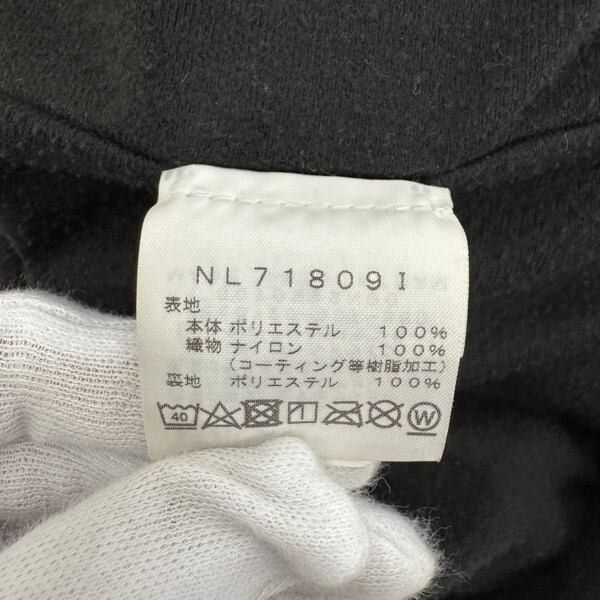 NL71809I
表地
本体 ポリエステル 100%
織物 ナイロン 100%
(コーティング等樹脂加工)
裏地 ポリエステル 100%
40 W